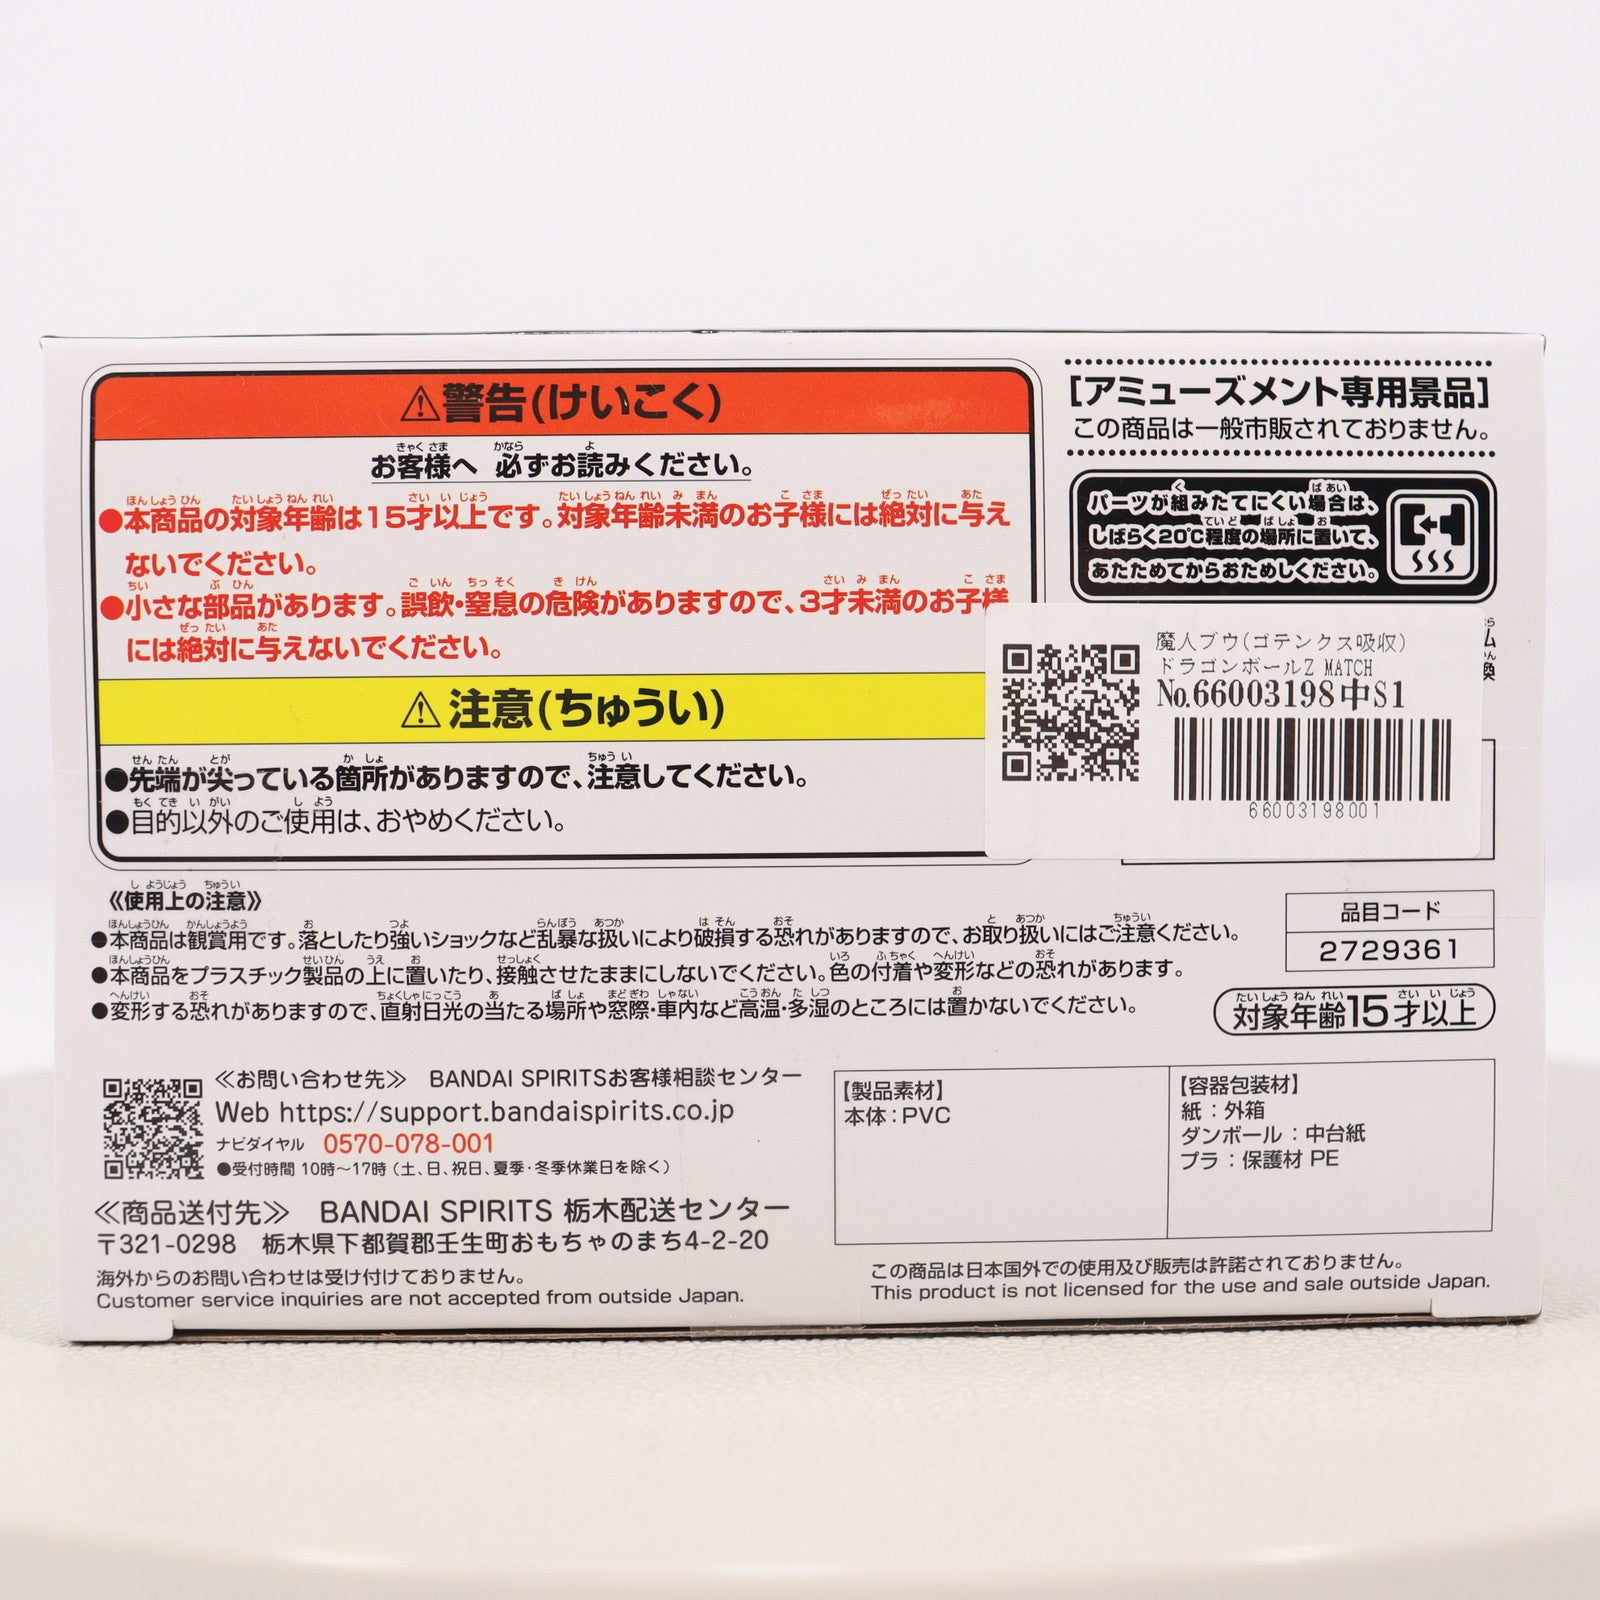 ⚠警告(けいこく)
お客様へ 必ずお読みください。
●本商品の対象年齢は15才以上です。対象年齢未満のお子様には絶対に与え
ないでください。
●小さな部品があります。誤飲・窒息の危険がありますので、3才未満のお子様
には絶対に与えないでください。
⚠注意(ちゅうい)
●先端が尖っている箇所がありますので、注意してください。
●目的以外のご使用は、おやめください。
[アミューズメント専用景品]
この商品は一般市販されておりません。
パーツが組みたてにくい場合は、
しばらく20℃程度の場所に置いて、
あたためてからおためしください。
魔人ブウ(ゴテンクス吸収)
ドラゴンボールZ MATCH
No.66003198中S1
66003198001
《使用上の注意》
●本商品は観賞用です。落としたり強いショックなど乱暴な扱いにより破損する恐れがありますので、お取り扱いにはご注意ください。
●本商品をプラスチック製品の上に置いたり、接触させたままにしないでください。色の付着や変形などの恐れがあります。
●変形する恐れがありますので、直射日光の当たる場所や窓際・車内など高温・多湿のところには置かないでください。
品目コード
2729361
対象年齢15才以上
≪お問い合わせ先≫ BANDAI SPIRITSお客様相談センター
Web https://support.bandaispirits.co.jp
ナビダイヤル 0570-078-001
●受付時間 10時～17時（土、日、祝日、夏季・冬季休業日を除く）
≪商品送付先≫ BANDAI SPIRITS 栃木配送センター
〒321-0298 栃木県下都賀郡壬生町おもちゃのまち4-2-20
海外からのお問い合わせは受け付けておりません。
Customer service inquiries are not accepted from outside Japan.
【製品素材】
本体：PVC
【容器包装材】
紙：外箱
ダンボール：中台紙
プラ：保護材 PE
この商品は日本国外での使用及び販売は許諾されておりません。
This product is not licensed for the use and sale outside Japan.